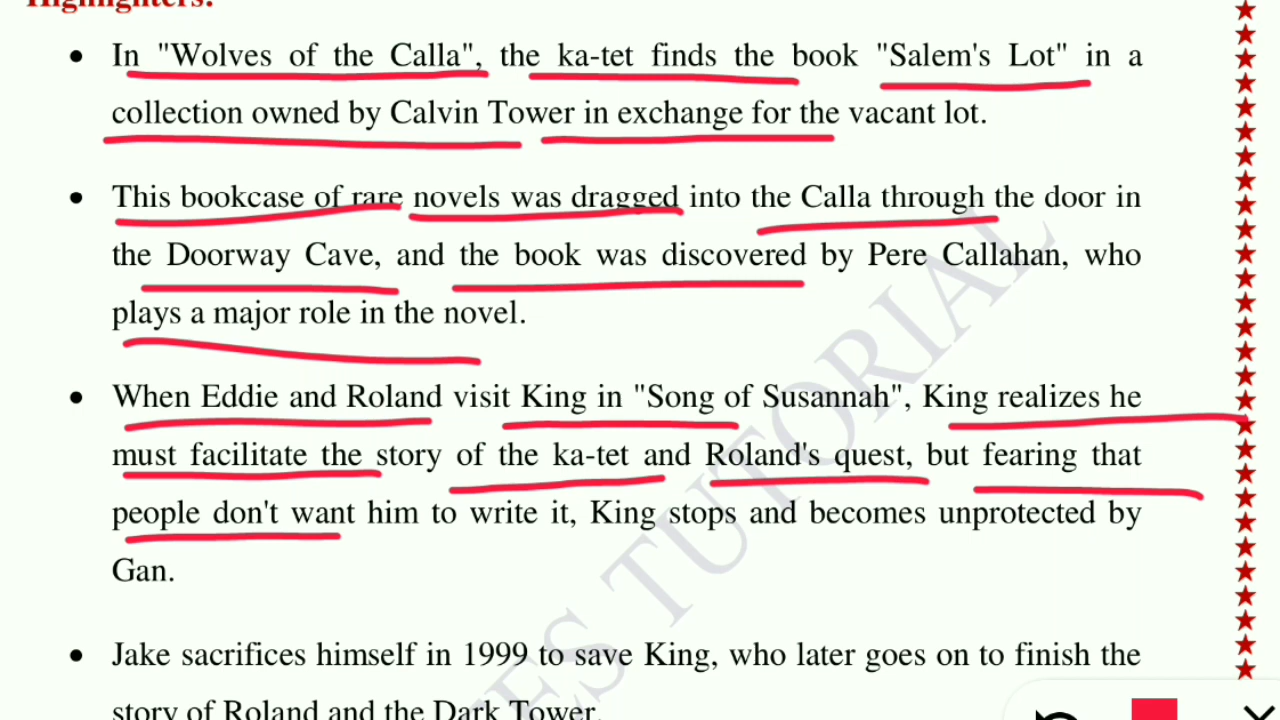 Highlighters:
• In "Wolves of the Calla", the ka-tet finds the book "Salem's Lot" in a
collection owned by Calvin Tower in exchange for the vacant lot.
• This bookcase of rare novels was dragged into the Calla through the door in
the Doorway Cave, and the book was discovered by Pere Callahan, who
plays a major role in the novel.
• When Eddie and Roland visit King in "Song of Susannah", King realizes he
must facilitate the story of the ka-tet and Roland's quest, but fearing that
people don't want him to write it, King stops and becomes unprotected by
Gan.
• Jake sacrifices himself in 1999 to save King, who later goes on to finish the
story of Roland and the Dark Tower.
TUTORIAL